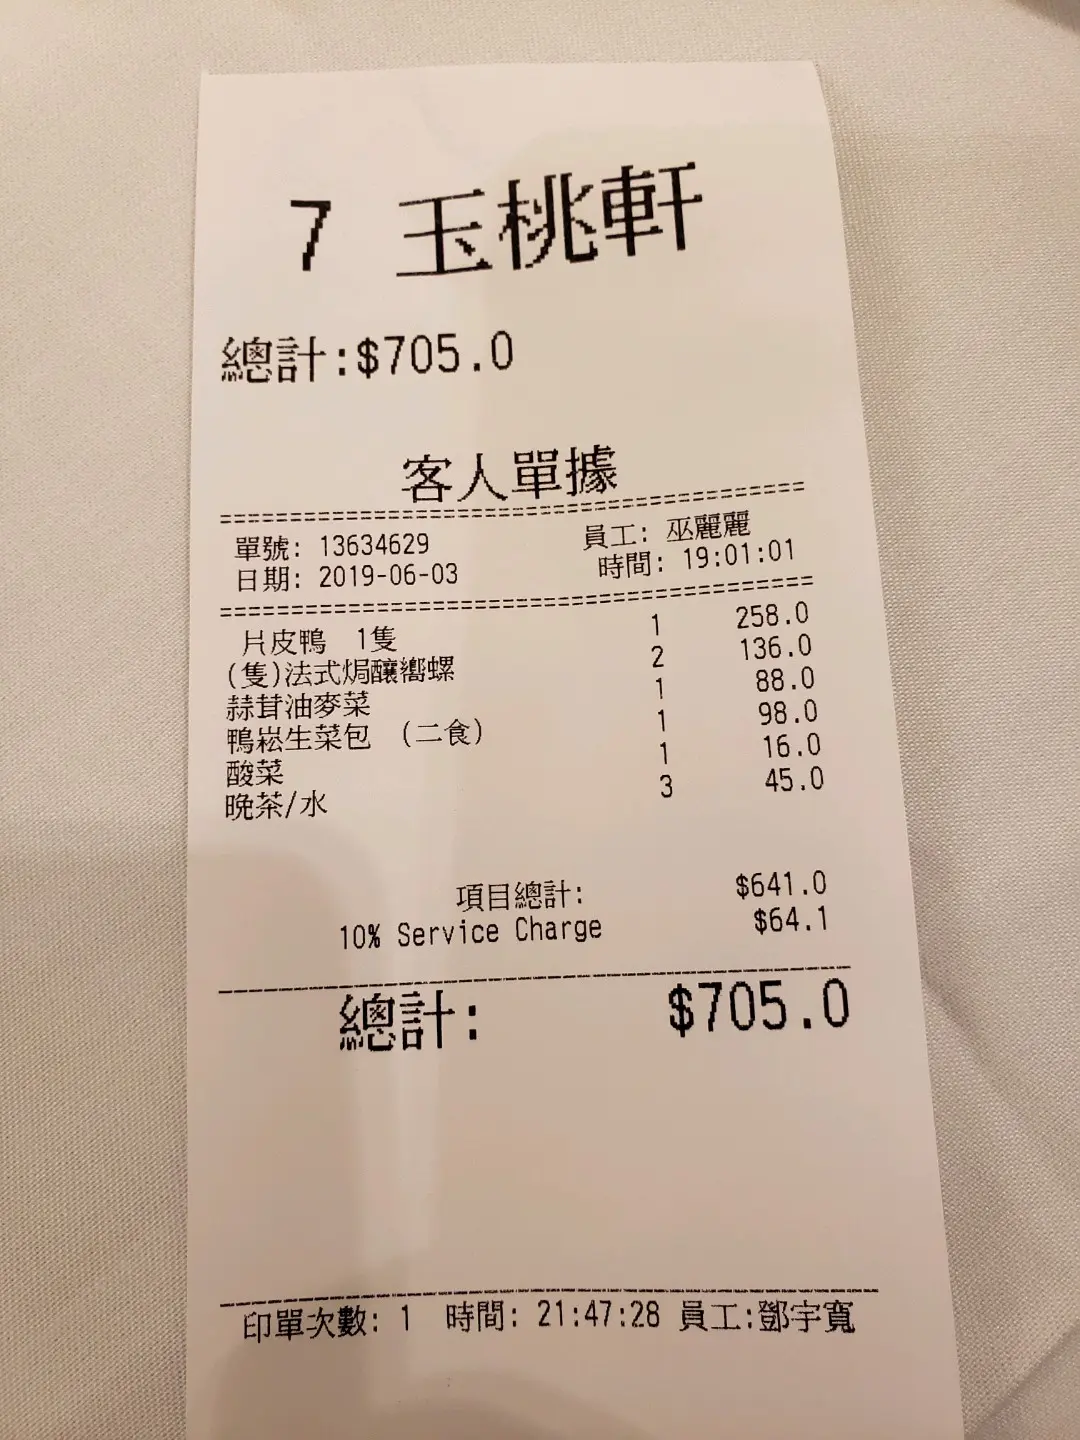 7 玉桃軒
總計:$705.0
客人單據
================================================
單號: 13634629 員工: 巫麗麗
日期: 2019-06-03 時間: 19:01:01
================================================
片皮鴨 1隻 1 258.0
(隻)法式焗釀嚮螺 2 136.0
蒜茸油麥菜 1 88.0
鴨崧生菜包 (二食) 1 98.0
酸菜 1 16.0
晚茶/水 3 45.0
項目總計: $641.0
10% Service Charge $64.1
總計: $705.0
印單次數: 1 時間: 21:47:28 員工:鄧宇寬